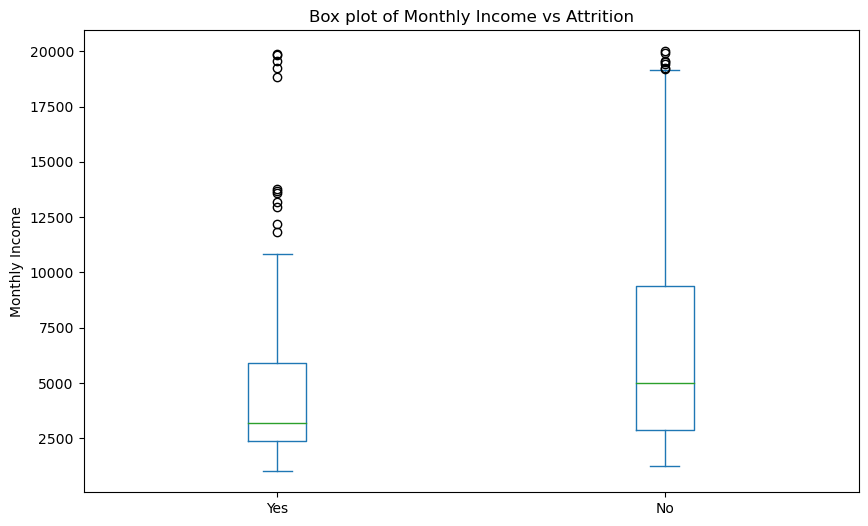 Box plot of Monthly Income vs Attrition
Monthly Income
20000
17500
15000
12500
10000
7500
5000
2500
Yes
No